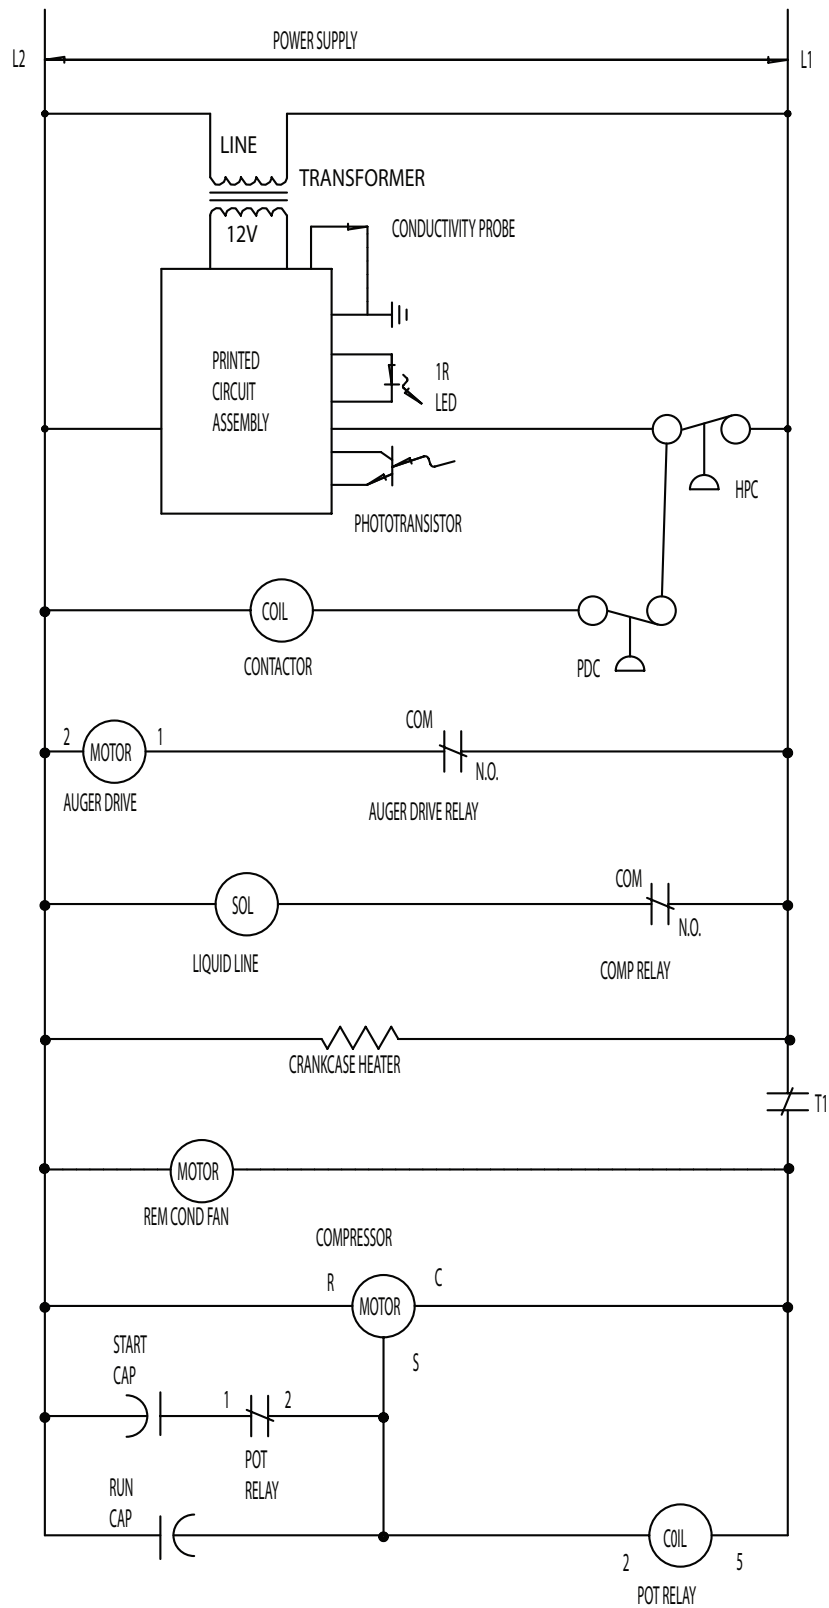 POWER SUPPLY
L2
L1
LINE
TRANSFORMER
12V
CONDUCTIVITY PROBE
PRINTED
CIRCUIT
ASSEMBLY
1R
LED
HPC
PHOTOTRANSISTOR
COIL
CONTACTOR
PDC
2
MOTOR
1
COM
N.O.
AUGER DRIVE
AUGER DRIVE RELAY
SOL
COM
N.O.
LIQUID LINE
COMP RELAY
CRANKCASE HEATER
T1
MOTOR
REM COND FAN
COMPRESSOR
R
C
MOTOR
S
START
CAP
1
2
POT
RELAY
RUN
CAP
COIL
2
5
POT RELAY